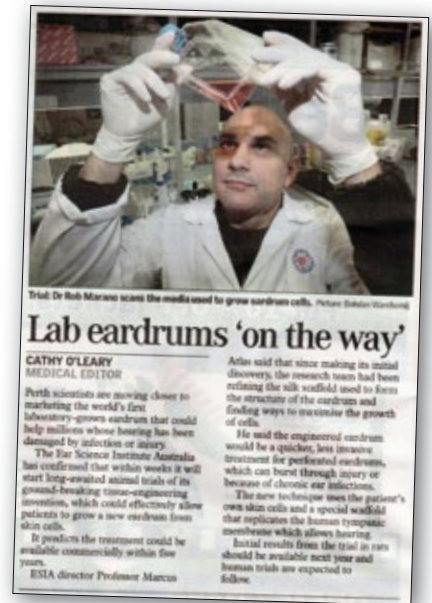 Trial: Dr Rob Marano scans the media used to grow eardrum cells. Picture:
Lab eardrums ‘on the way’
CATHY O'LEARY
MEDICAL EDITOR
Perth scientists are moving closer to
marketing the world's first
laboratory-grown eardrum that could
help millions whose hearing has been
damaged by infection or injury.
The Ear Science Institute Australia
has confirmed that within weeks it will
start long-awaited animal trials of its
ground-breaking tissue-engineering
invention, which could effectively allow
patients to grow a new eardrum from
skin cells.
It predicts the treatment could be
available commercially within five
years.
ESIA director Professor Marcus
Atlas said that since making its initial
discovery, the research team had been
refining the silk scaffold used to form
the structure of the eardrum and
finding ways to maximise the growth
of cells.
He said the engineered eardrum
would be a quicker, less invasive
treatment for perforated eardrums,
which can burst through injury or
because of chronic ear infections.
The new technique uses the patient's
own skin cells and a special scaffold
that replicates the human tympanic
membrane which allows hearing.
Initial results from the trial in rats
should be available next year and
human trials are expected to
follow.